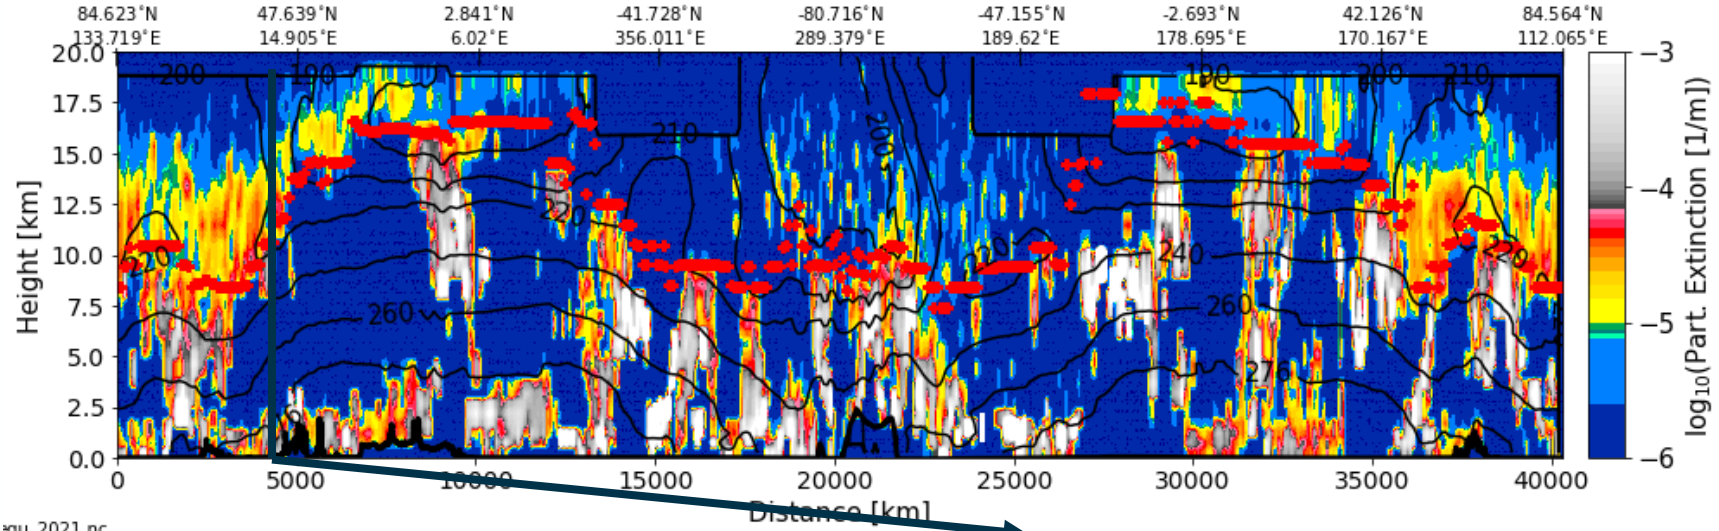 84.623°N 47.639°N 2.841°N -41.728°N -80.716°N -47.155°N -2.693°N 42.126°N 84.564°N
133.719°E 14.905°E 6.02°E 356.011°E 289.379°E 189.62°E 178.695°E 170.167°E 112.065°E
20.0
17.5
15.0
12.5
10.0
7.5
5.0
2.5
0.0
Height [km]
200 190 190 200 210
210 200
220 220 220 220
240
260 260
276
0 5000 10000 15000 20000 25000 30000 35000 40000
Distance [km]
−3
−4
−5
−6
log10(Part. Extinction [1/m])
2021.nc